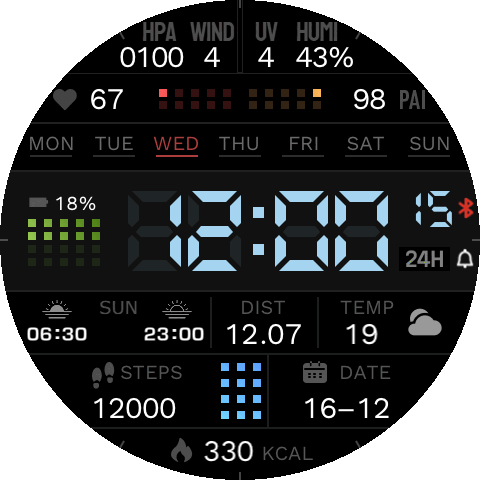 HPA WIND UV HUMI
0100 4 4 43%
67 98 PAI
MON TUE WED THU FRI SAT SUN
18% 12:00 15
24H
SUN DIST TEMP
06:30 23:00 12.07 19
STEPS DATE
12000 16–12
330 KCAL